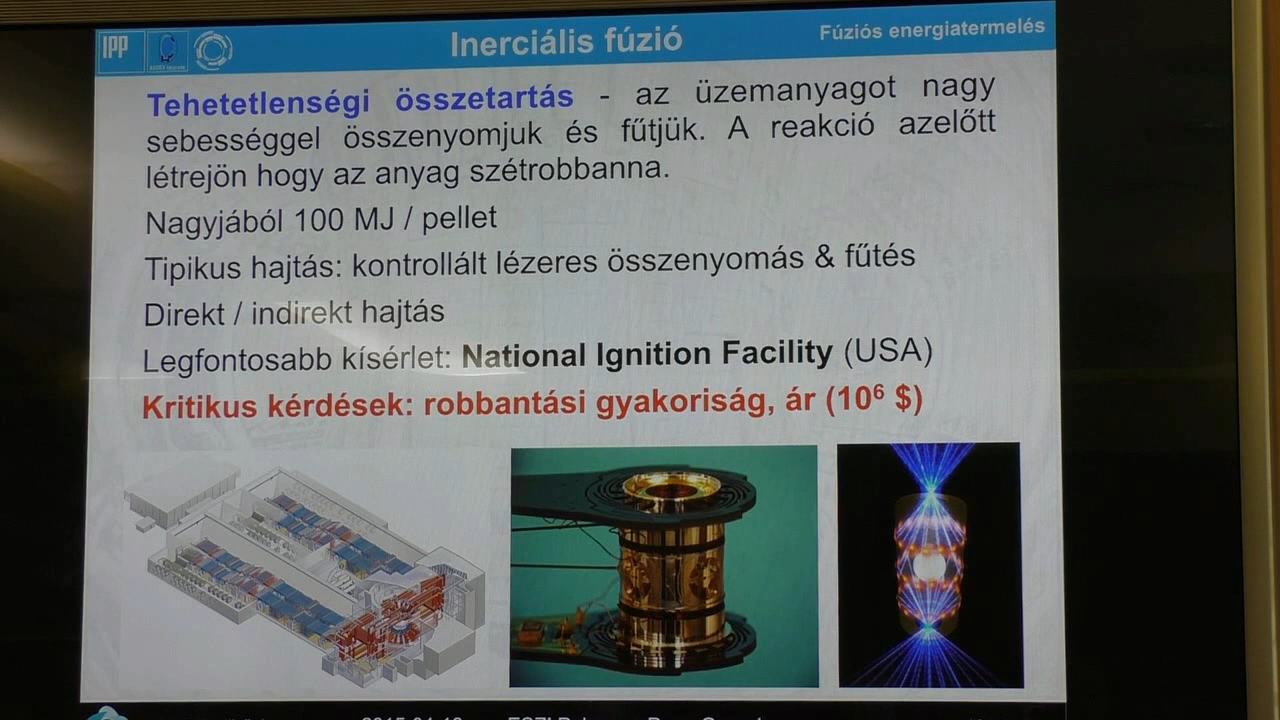 IPP
Inerciális fúzió
Fúziós energiatermelés
Tehetetlenségi összetartás - az üzemanyagot nagy
sebességgel összenyomjuk és fűtjük. A reakció azelőtt
létrejön hogy az anyag szétrobbanna.
Nagyjából 100 MJ / pellet
Tipikus hajtás: kontrollált lézeres összenyomás & fűtés
Direkt / indirekt hajtás
Legfontosabb kísérlet: National Ignition Facility (USA)
Kritikus kérdések: robbantási gyakoriság, ár (10⁶ $)